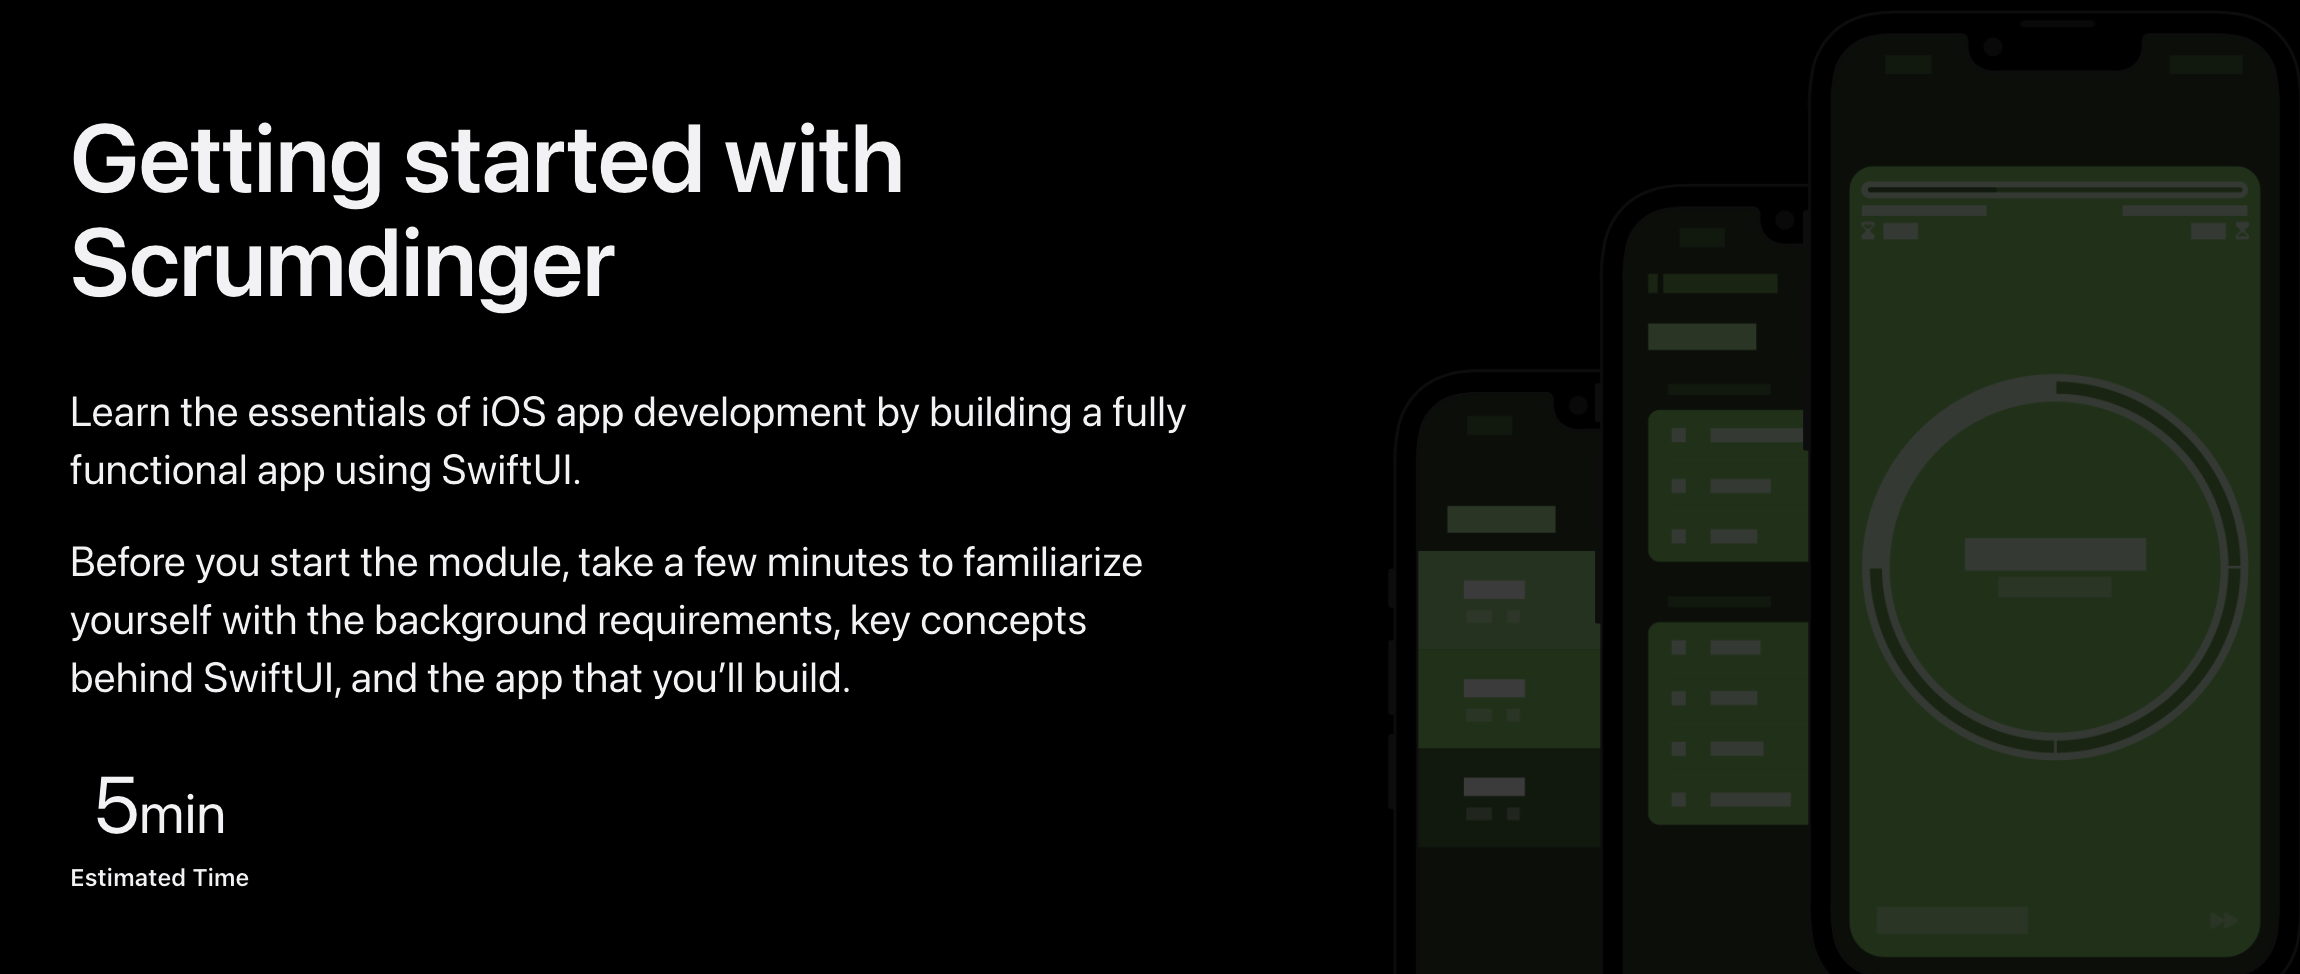 Getting started with
Scrumdinger
Learn the essentials of iOS app development by building a fully
functional app using SwiftUI.
Before you start the module, take a few minutes to familiarize
yourself with the background requirements, key concepts
behind SwiftUI, and the app that you’ll build.
5min
Estimated Time